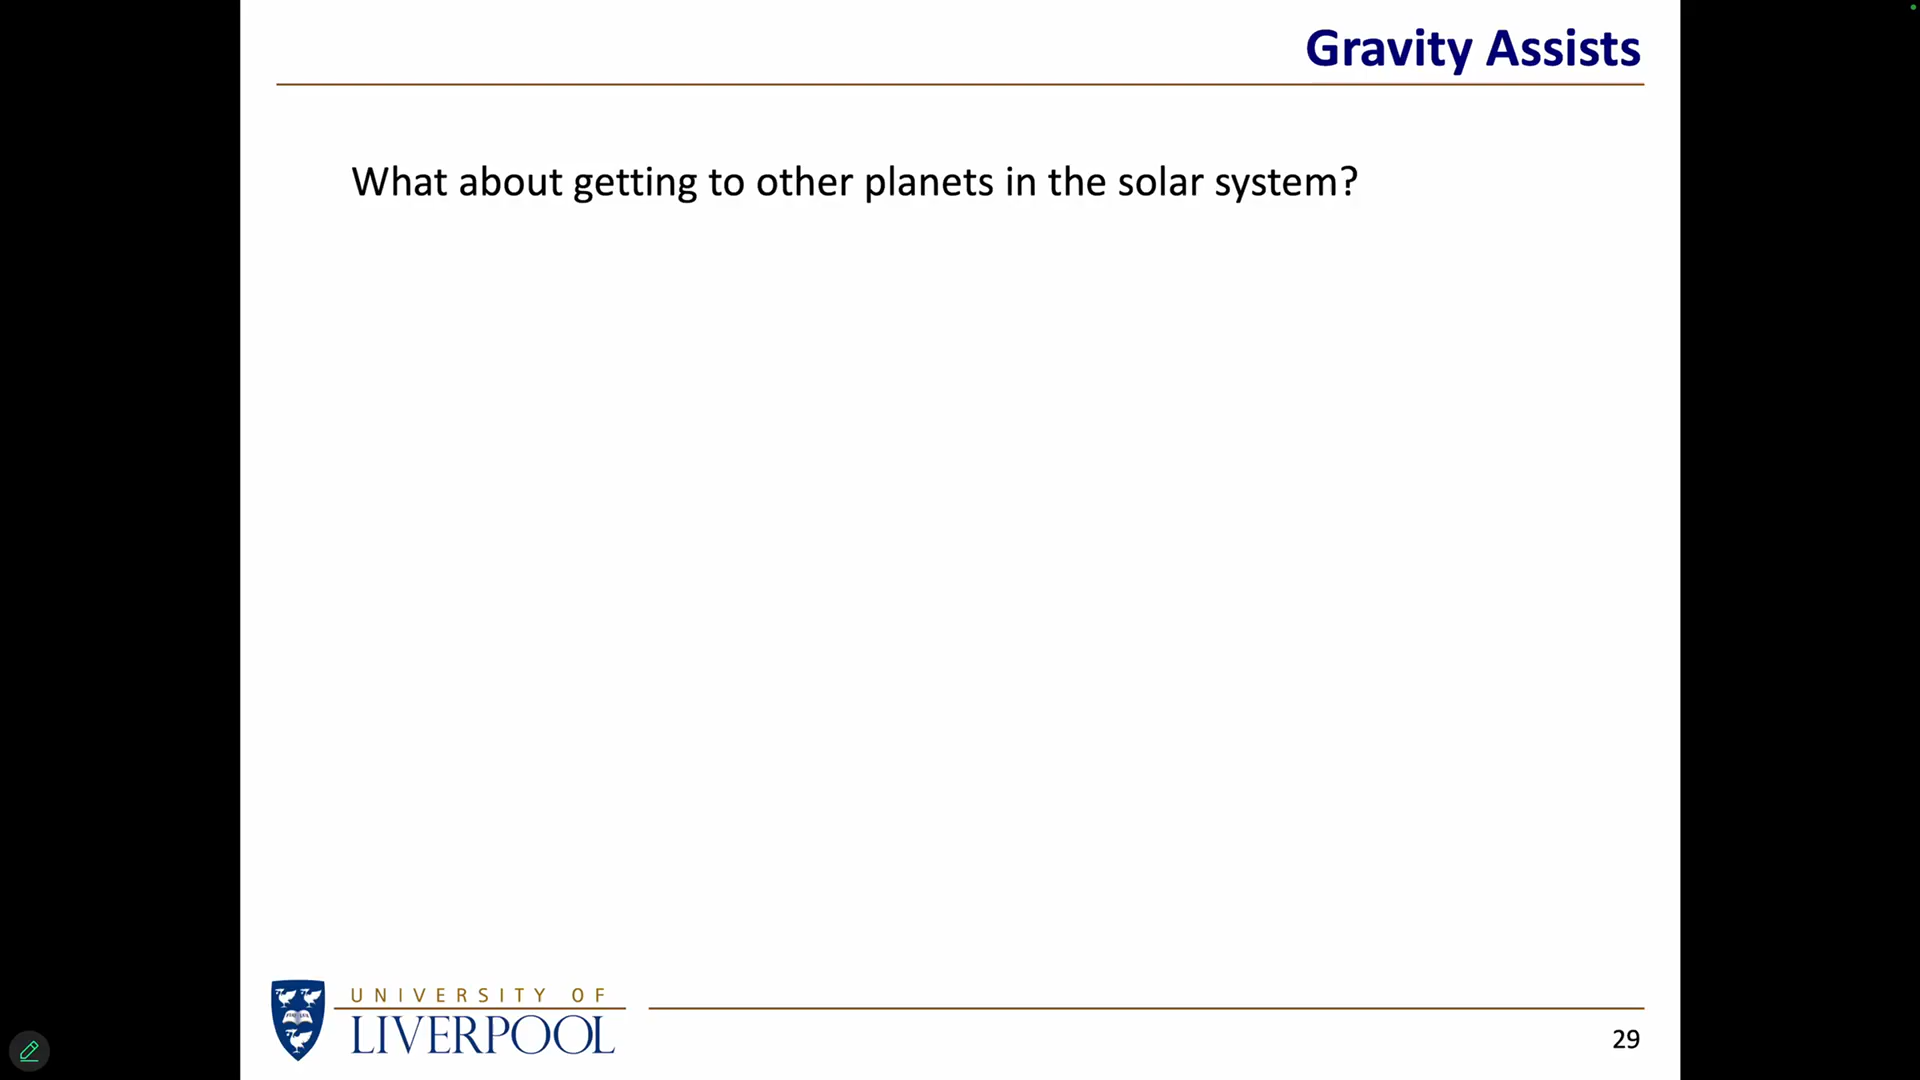 Gravity Assists
What about getting to other planets in the solar system?
UNIVERSITY OF
LIVERPOOL
29